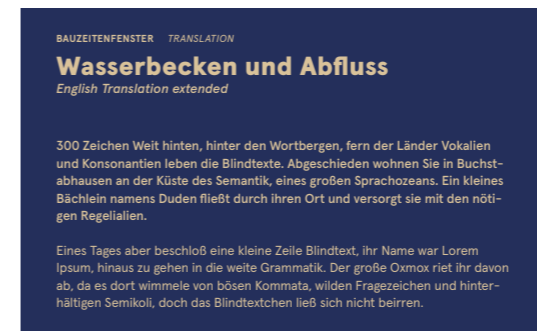 BAUZEITENFENSTER TRANSLATION
Wasserbecken und Abfluss
English Translation extended
300 Zeichen Weit hinten, hinter den Wortbergen, fern der Länder Vokalien
und Konsonantien leben die Blindtexte. Abgeschieden wohnen Sie in Buchst-
abhausen an der Küste des Semantik, eines großen Sprachozeans. Ein kleines
Bächlein namens Duden fließt durch ihren Ort und versorgt sie mit den nöti-
gen Regelialien.
Eines Tages aber beschloß eine kleine Zeile Blindtext, ihr Name war Lorem
Ipsum, hinaus zu gehen in die weite Grammatik. Der große Oxmox riet ihr davon
ab, da es dort wimmele von bösen Kommata, wilden Fragezeichen und hinter-
hältigen Semikoli, doch das Blindtextchen ließ sich nicht beirren.